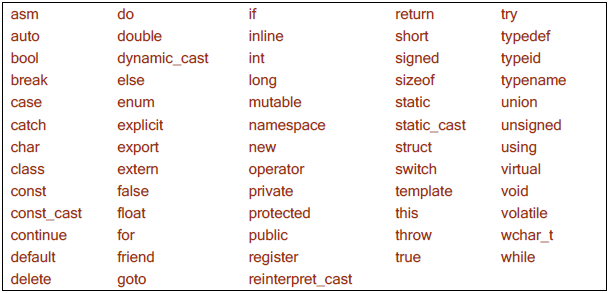 asm do if return try
auto double inline short typedef
bool dynamic_cast int signed typeid
break else long sizeof typename
case enum mutable static union
catch explicit namespace static_cast unsigned
char export new struct using
class extern operator switch virtual
const false private template void
const_cast float protected this volatile
continue for public throw wchar_t
default friend register true while
delete goto reinterpret_cast